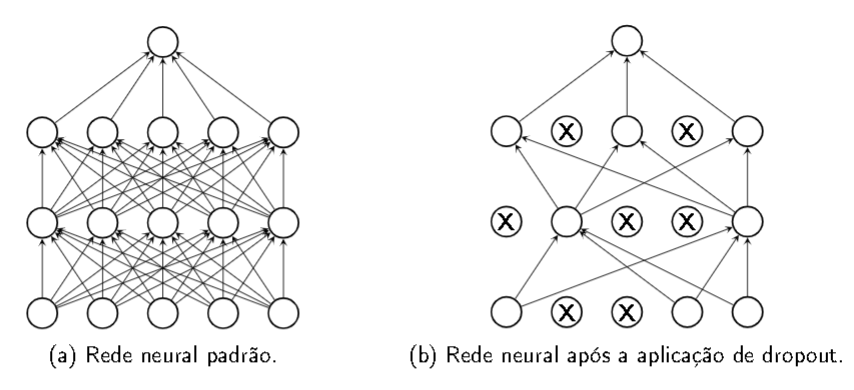 X X
X X X
X X
(a) Rede neural padrão.
(b) Rede neural após a aplicação de dropout.